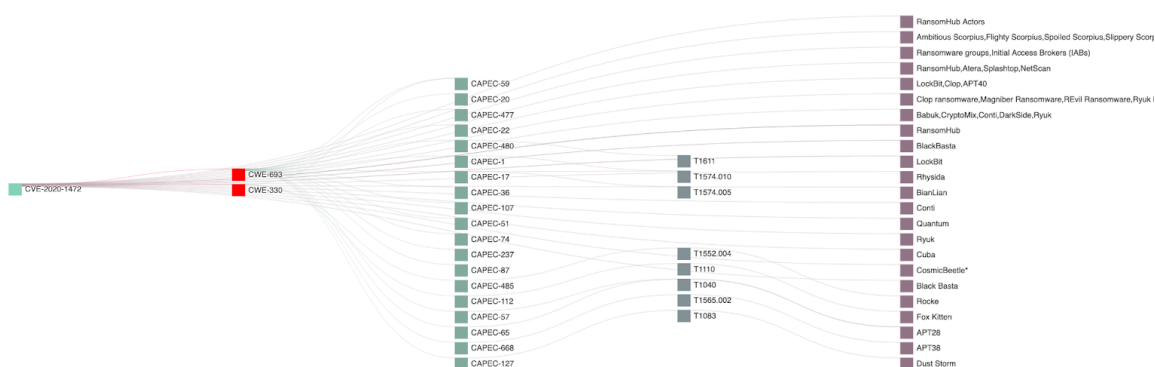 CVE-2020-1472
CWE-693
CWE-330
CAPEC-59
CAPEC-20
CAPEC-477
CAPEC-22
CAPEC-480
CAPEC-1
CAPEC-17
CAPEC-36
CAPEC-107
CAPEC-51
CAPEC-74
CAPEC-237
CAPEC-87
CAPEC-485
CAPEC-112
CAPEC-57
CAPEC-65
CAPEC-668
CAPEC-127
T1611
T1574.010
T1574.005
T1552.004
T1110
T1040
T1565.002
T1083
RansomHub Actors
Ambitious Scorpius,Flighty Scorpius,Spoiled Scorpius,Slippery Scorp
Ransomware groups,Initial Access Brokers (IABs)
RansomHub,Atera,Splashtop,NetScan
LockBit,Clop,APT40
Clop ransomware,Magniber Ransomware,REvil Ransomware,Ryuk
Babuk,CryptoMix,Conti,DarkSide,Ryuk
RansomHub
BlackBasta
LockBit
Rhysida
BianLian
Conti
Quantum
Ryuk
Cuba
CosmicBeetle*
Black Basta
Rocke
Fox Kitten
APT28
APT38
Dust Storm